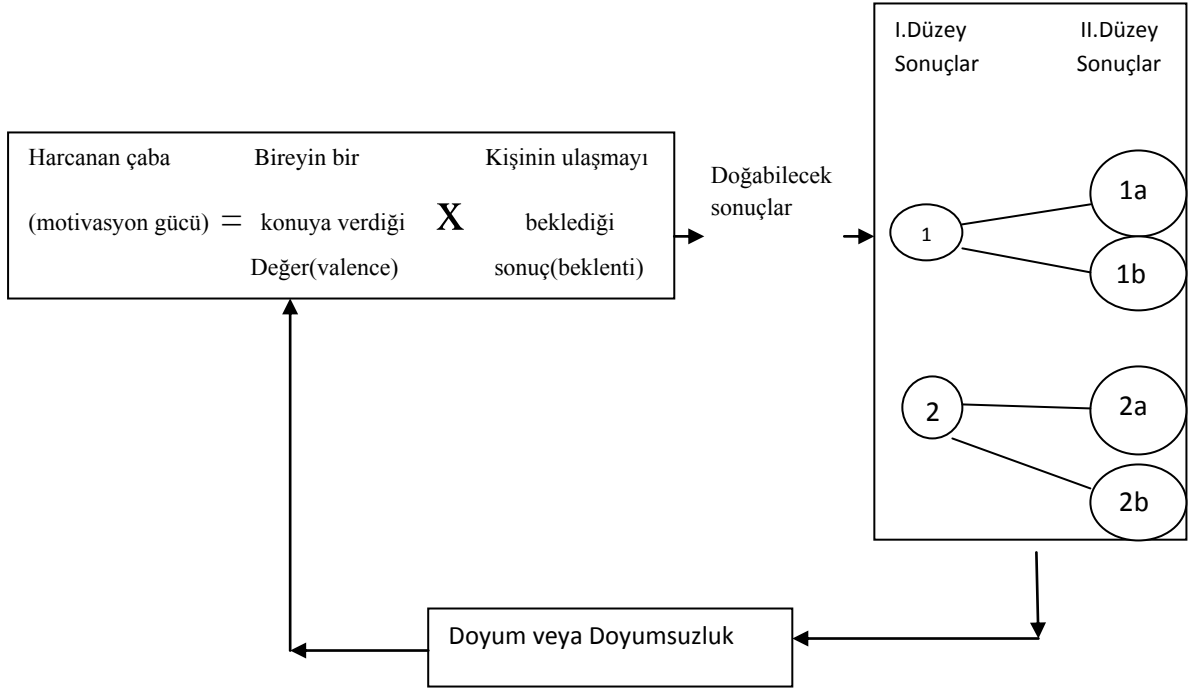 I.Düzey II.Düzey
Sonuçlar Sonuçlar
Harcanan çaba Bireyin bir Kişinin ulaşmayı
(motivasyon gücü) = konuya verdiği X beklediği
Değer(valence) sonuç(beklenti)
Doğabilecek
sonuçlar
1a
1
1b
2a
2
2b
Doyum veya Doyumsuzluk